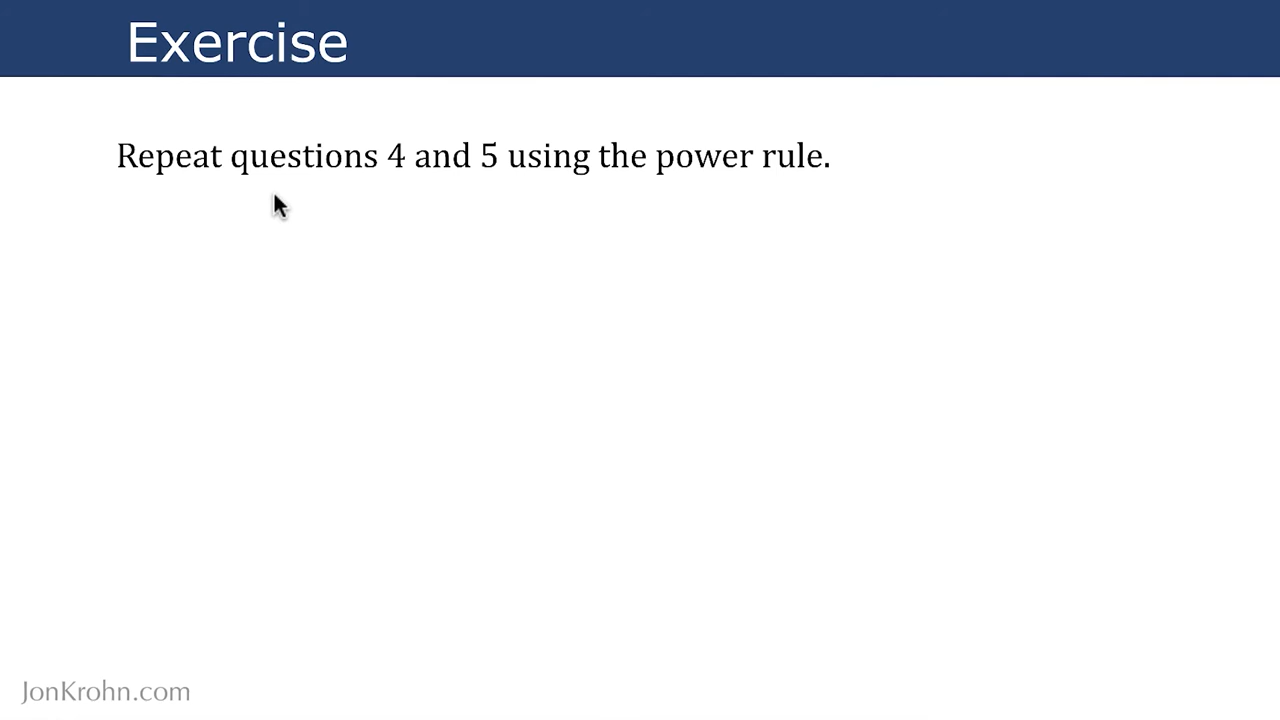 Exercise
Repeat questions 4 and 5 using the power rule.
JonKrohn.com